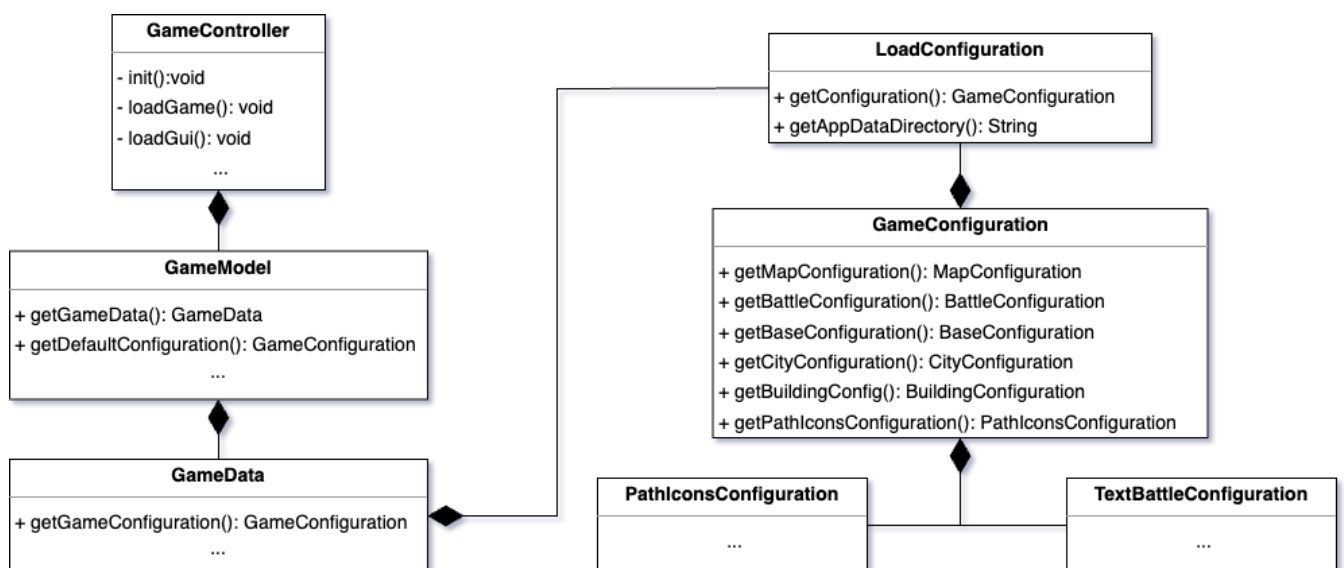 GameController
- init():void
- loadGame(): void
- loadGui(): void
...
GameModel
+ getGameData(): GameData
+ getDefaultConfiguration(): GameConfiguration
...
GameData
+ getGameConfiguration(): GameConfiguration
...
LoadConfiguration
+ getConfiguration(): GameConfiguration
+ getAppDataDirectory(): String
GameConfiguration
+ getMapConfiguration(): MapConfiguration
+ getBattleConfiguration(): BattleConfiguration
+ getBaseConfiguration(): BaseConfiguration
+ getCityConfiguration(): CityConfiguration
+ getBuildingConfig(): BuildingConfiguration
+ getPathIconsConfiguration(): PathIconsConfiguration
PathIconsConfiguration
...
TextBattleConfiguration
...